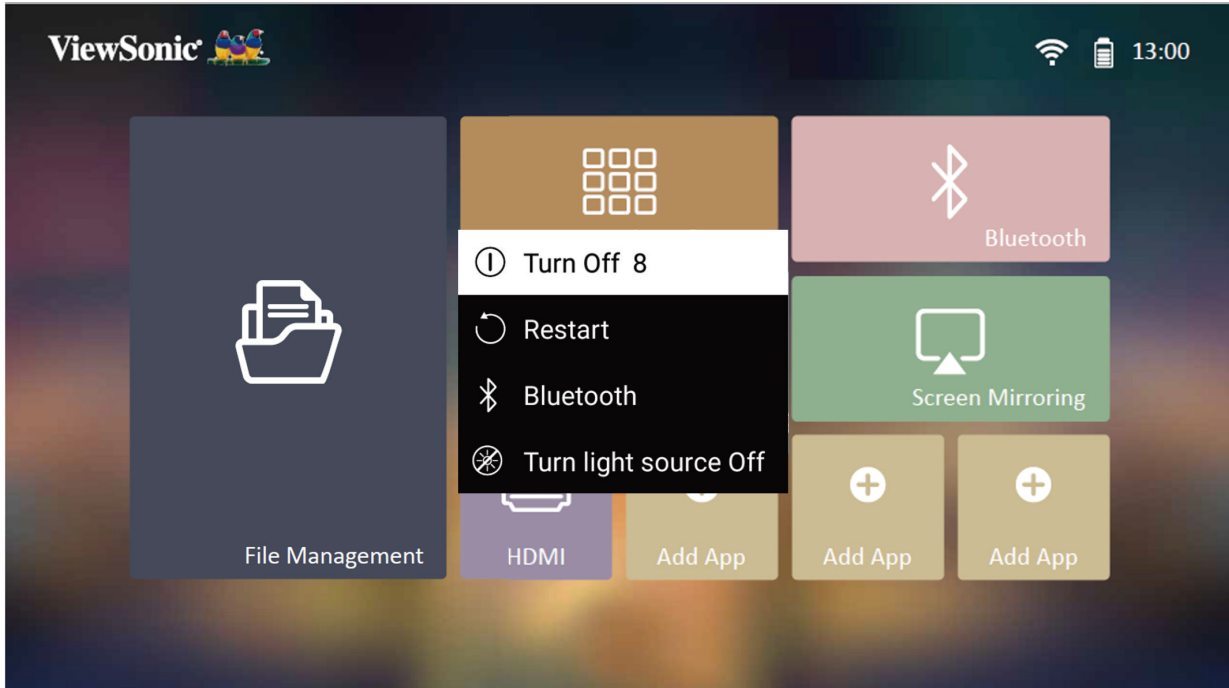 ViewSonic
13:00
Bluetooth
Turn Off 8
Restart
Bluetooth
Turn light source Off
Screen Mirroring
File Management
HDMI
Add App
Add App
Add App